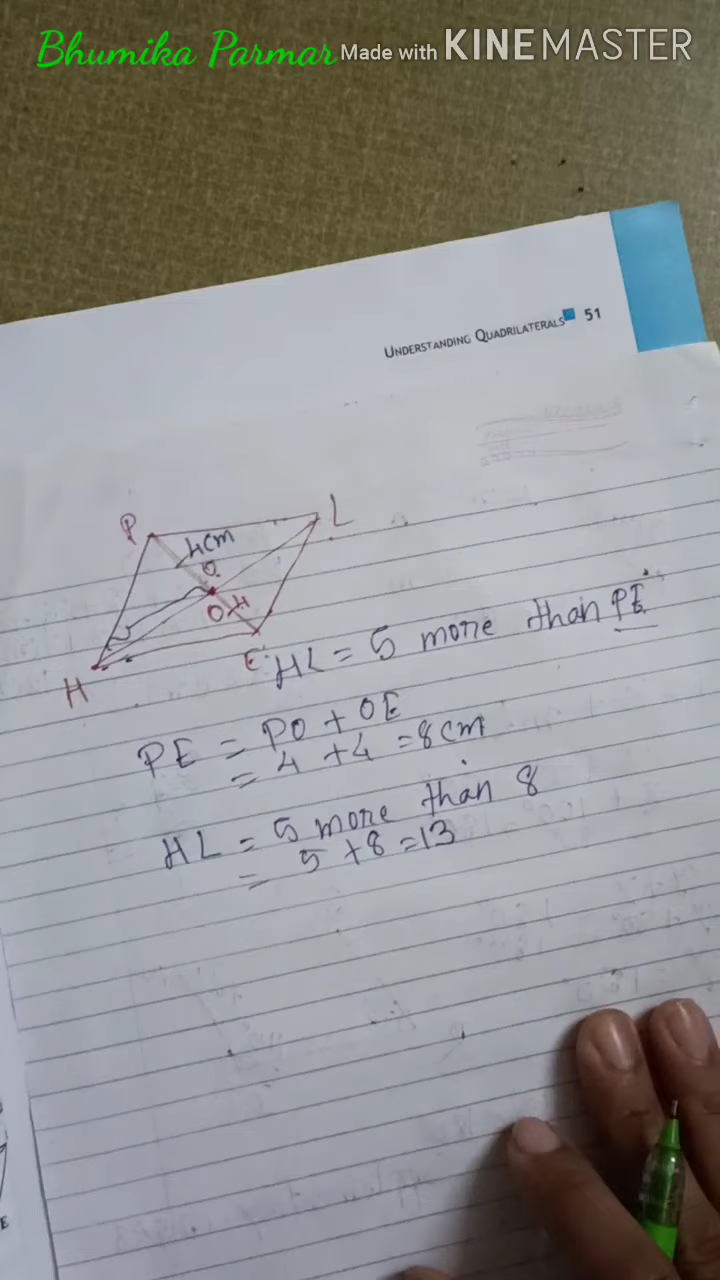 Bhumika Parmar Made with KINEMASTER
UNDERSTANDING QUADRILATERALS 51
P
L
4cm
O
4
H
E
HL = 5 more than PE
PE = PO + OE
= 4 + 4 = 8 cm
HL = 5 more than 8
= 5 + 8 = 13
E